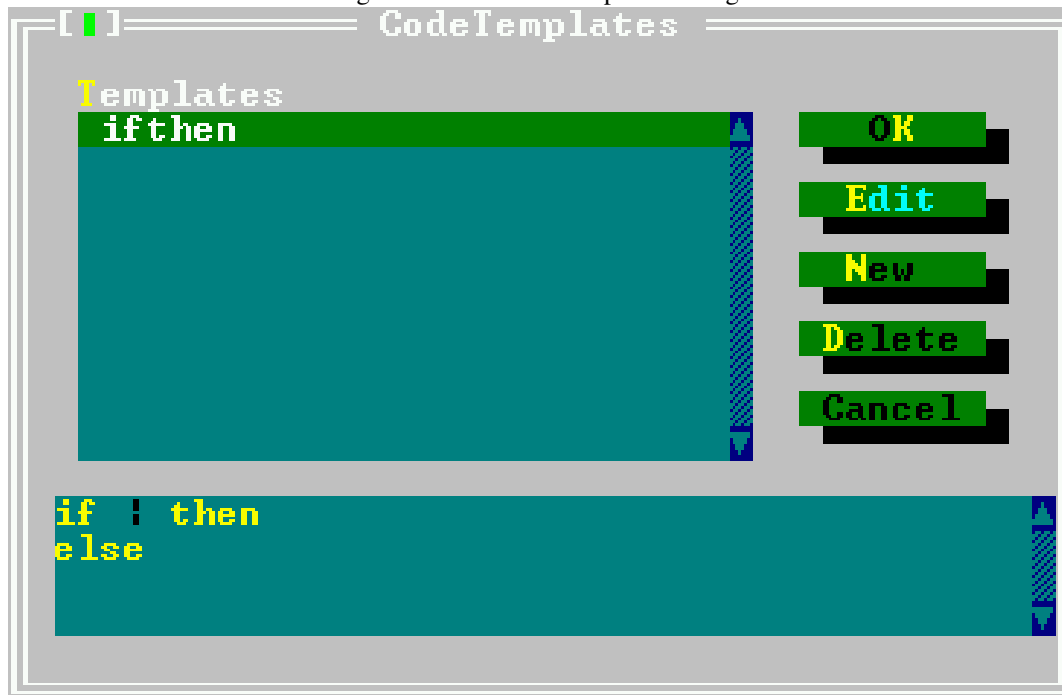 CodeTemplates
Templates
ifthen
OK
Edit
New
Delete
Cancel
if | then
else